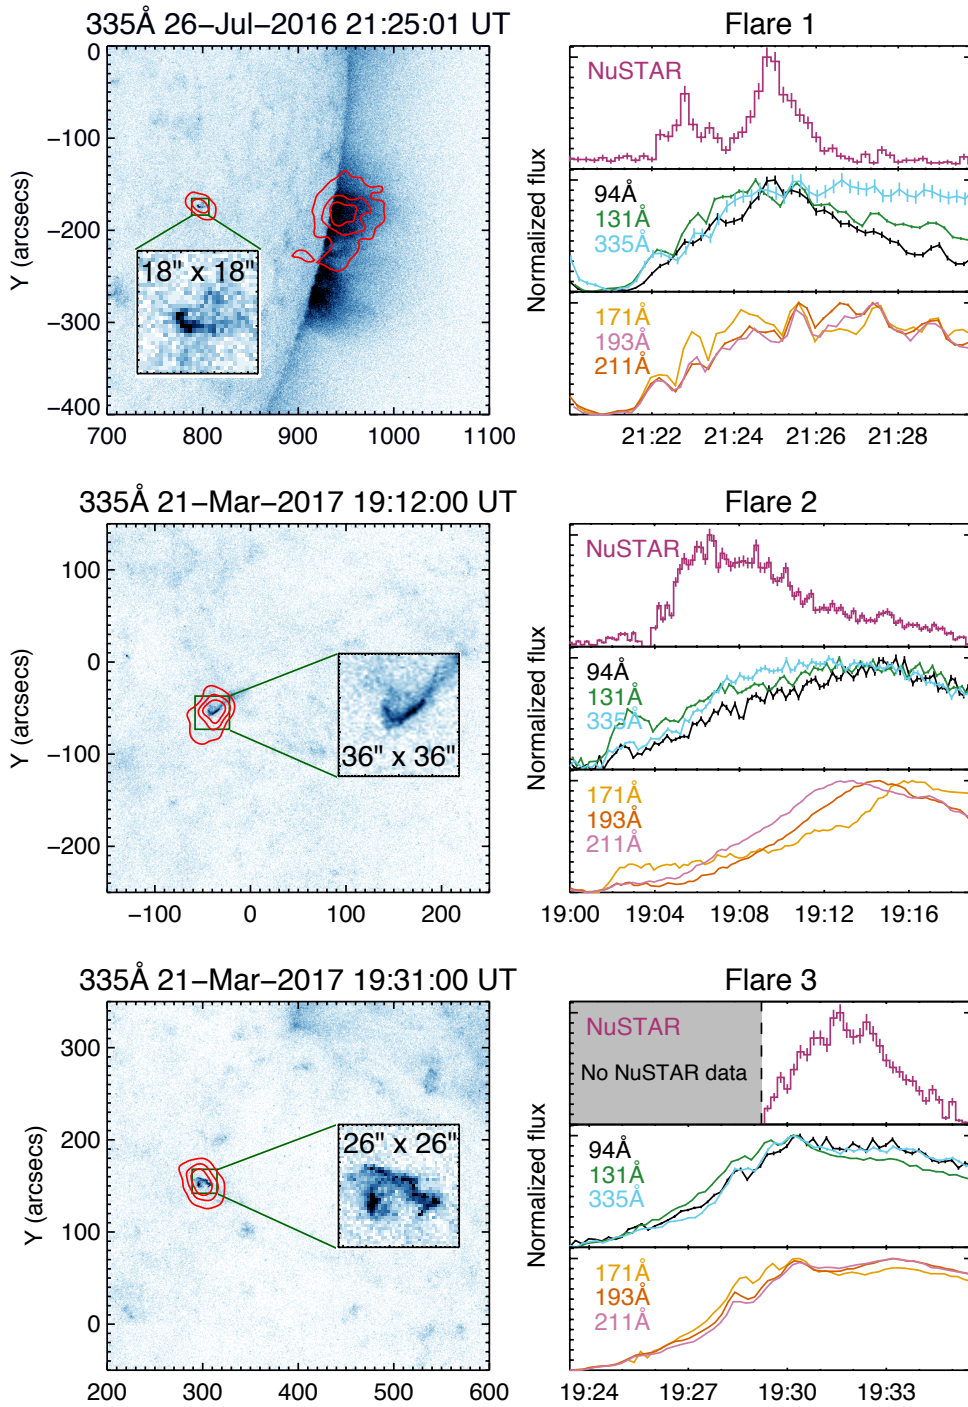 335Å 26−Jul−2016 21:25:01 UT
Y (arcsecs)
0
−100
−200
−300
−400
18" x 18"
700 800 900 1000 1100
Flare 1
Normalized flux
NuSTAR
94Å
131Å
335Å
171Å
193Å
211Å
21:22 21:24 21:26 21:28
335Å 21−Mar−2017 19:12:00 UT
Y (arcsecs)
100
0
−100
−200
36" x 36"
−100 0 100 200
Flare 2
Normalized flux
NuSTAR
94Å
131Å
335Å
171Å
193Å
211Å
19:00 19:04 19:08 19:12 19:16
335Å 21−Mar−2017 19:31:00 UT
Y (arcsecs)
300
200
100
0
26" x 26"
200 300 400 500 600
Flare 3
Normalized flux
NuSTAR
No NuSTAR data
94Å
131Å
335Å
171Å
193Å
211Å
19:24 19:27 19:30 19:33